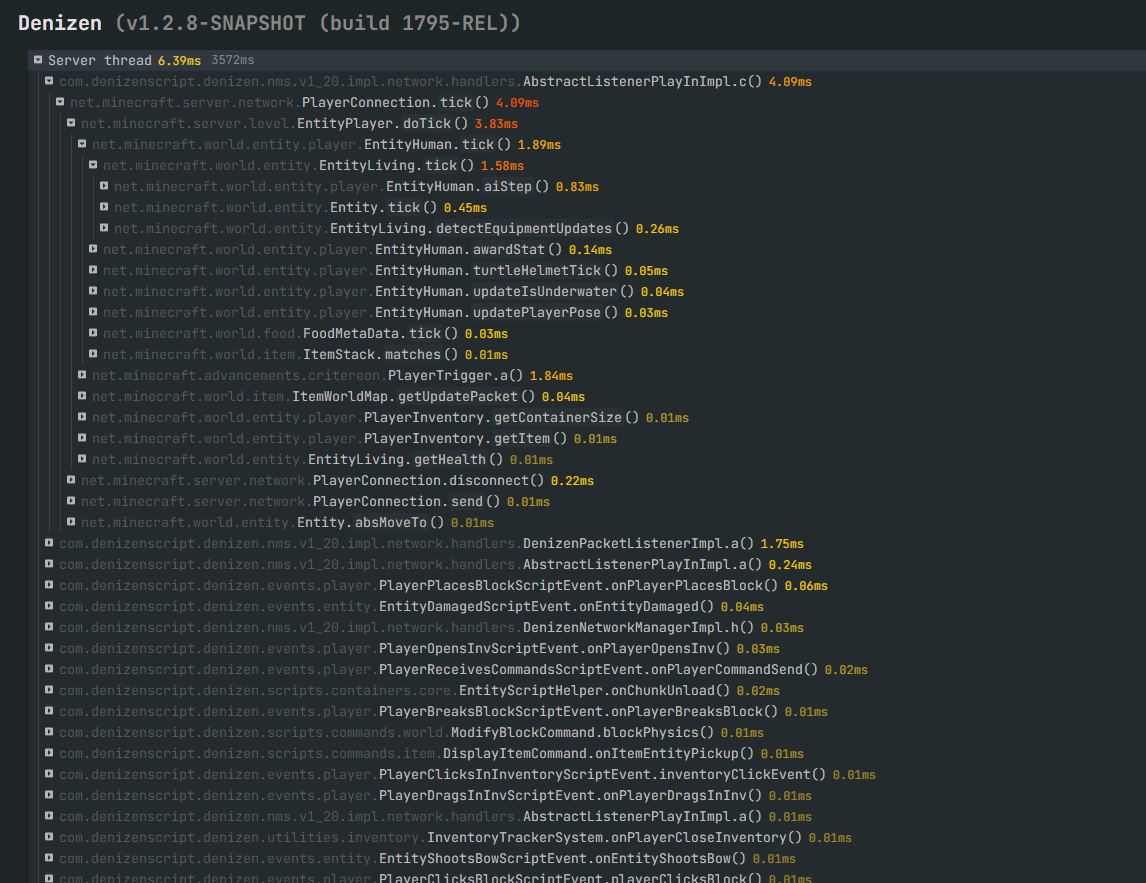 Denizen (v1.2.8-SNAPSHOT (build 1795-REL))
Server thread 6.39ms 3572ms
com.denizenscript.denizen.nms.v1_20.impl.network.handlers.AbstractListenerPlayInImpl.c() 4.09ms
net.minecraft.server.network.PlayerConnection.tick() 4.09ms
net.minecraft.server.level.EntityPlayer.doTick() 3.83ms
net.minecraft.world.entity.player.EntityHuman.tick() 1.89ms
net.minecraft.world.entity.EntityLiving.tick() 1.58ms
net.minecraft.world.entity.player.EntityHuman.aiStep() 0.83ms
net.minecraft.world.entity.Entity.tick() 0.45ms
net.minecraft.world.entity.EntityLiving.detectEquipmentUpdates() 0.26ms
net.minecraft.world.entity.player.EntityHuman.awardStat() 0.14ms
net.minecraft.world.entity.player.EntityHuman.turtleHelmetTick() 0.05ms
net.minecraft.world.entity.player.EntityHuman.updateIsUnderwater() 0.04ms
net.minecraft.world.entity.player.EntityHuman.updatePlayerPose() 0.03ms
net.minecraft.world.food.FoodMetaData.tick() 0.03ms
net.minecraft.world.item.ItemStack.matches() 0.01ms
net.minecraft.advancements.critereon.PlayerTrigger.a() 1.84ms
net.minecraft.world.item.ItemWorldMap.getUpdatePacket() 0.04ms
net.minecraft.world.entity.player.PlayerInventory.getContainerSize() 0.01ms
net.minecraft.world.entity.player.PlayerInventory.getItem() 0.01ms
net.minecraft.world.entity.EntityLiving.getHealth() 0.01ms
net.minecraft.server.network.PlayerConnection.disconnect() 0.22ms
net.minecraft.server.network.PlayerConnection.send() 0.01ms
net.minecraft.world.entity.Entity.absMoveTo() 0.01ms
com.denizenscript.denizen.nms.v1_20.impl.network.handlers.DenizenPacketListenerImpl.a() 1.75ms
com.denizenscript.denizen.nms.v1_20.impl.network.handlers.AbstractListenerPlayInImpl.a() 0.24ms
com.denizenscript.denizen.events.player.PlayerPlacesBlockScriptEvent.onPlayerPlacesBlock() 0.06ms
com.denizenscript.denizen.events.entity.EntityDamagedScriptEvent.onEntityDamaged() 0.04ms
com.denizenscript.denizen.nms.v1_20.impl.network.handlers.DenizenNetworkManagerImpl.h() 0.03ms
com.denizenscript.denizen.events.player.PlayerOpensInvScriptEvent.onPlayerOpensInv() 0.03ms
com.denizenscript.denizen.events.player.PlayerReceivesCommandsScriptEvent.onPlayerCommandSend() 0.02ms
com.denizenscript.denizen.scripts.containers.core.EntityScriptHelper.onChunkUnload() 0.02ms
com.denizenscript.denizen.events.player.PlayerBreaksBlockScriptEvent.onPlayerBreaksBlock() 0.01ms
com.denizenscript.denizen.scripts.commands.world.ModifyBlockCommand.blockPhysics() 0.01ms
com.denizenscript.denizen.scripts.commands.item.DisplayItemCommand.onItemEntityPickup() 0.01ms
com.denizenscript.denizen.events.player.PlayerClicksInInventoryScriptEvent.inventoryClickEvent() 0.01ms
com.denizenscript.denizen.events.player.PlayerDragsInInvScriptEvent.onPlayerDragsInInv() 0.01ms
com.denizenscript.denizen.nms.v1_20.impl.network.handlers.AbstractListenerPlayInImpl.a() 0.01ms
com.denizenscript.denizen.utilities.inventory.InventoryTrackerSystem.onPlayerCloseInventory() 0.01ms
com.denizenscript.denizen.events.entity.EntityShootsBowScriptEvent.onEntityShootsBow() 0.01ms
com.denizenscript.denizen.events.player.PlayerClicksBlockScriptEvent.playerClicksBlock() 0.01ms